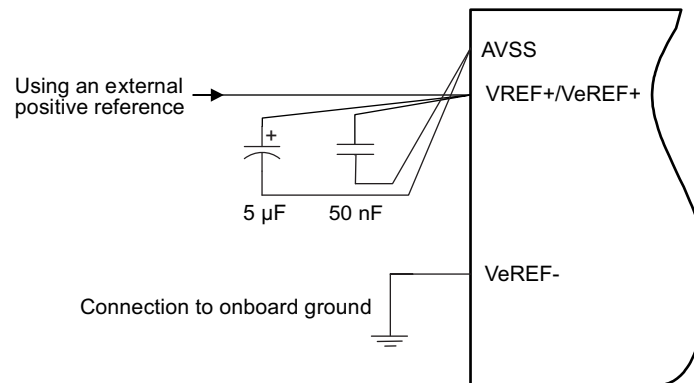 AVSS
Using an external
positive reference
VREF+/VeREF+
+
5 µF
50 nF
VeREF-
Connection to onboard ground